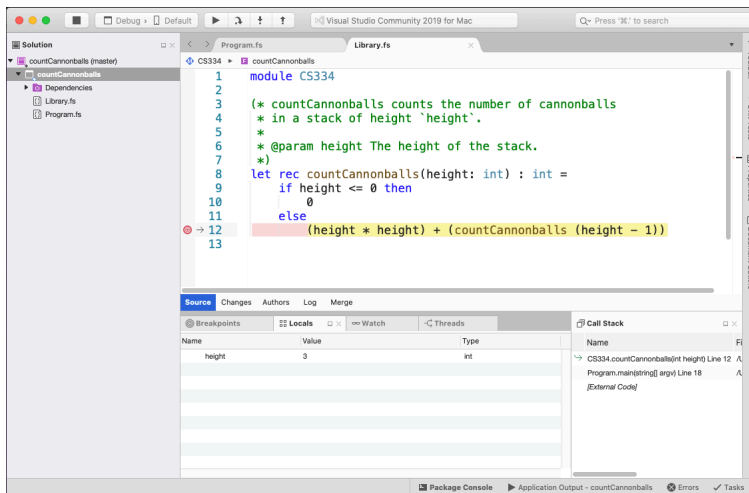 Debug › Default
Visual Studio Community 2019 for Mac
Press '⌘.' to search
Solution
countCannonballs (master)
countCannonballs
Dependencies
Library.fs
Program.fs
Program.fs
Library.fs
CS334 ▸ countCannonballs
1 module CS334
2
3 (* countCannonballs counts the number of cannonballs
4 * in a stack of height `height`.
5 *
6 * @param height The height of the stack.
7 *)
8 let rec countCannonballs(height: int) : int =
9 if height <= 0 then
10 0
11 else
12 (height * height) + (countCannonballs (height - 1))
13
Source Changes Authors Log Merge
Breakpoints Locals Watch Threads
Name Value Type
height 3 int
Call Stack
Name Fi
CS334.countCannonballs(int height) Line 12
Program.main(string[] argv) Line 18
[External Code]
Package Console Application Output - countCannonballs Errors Tasks